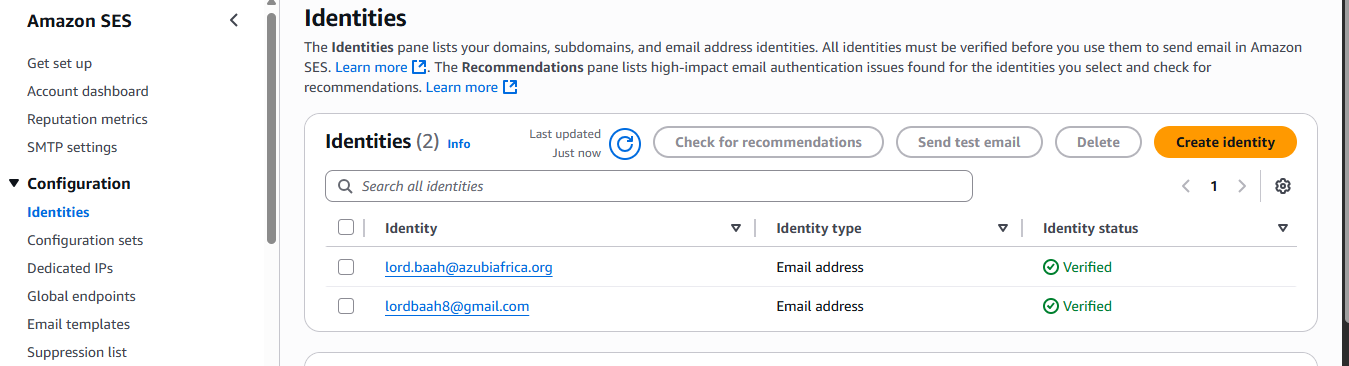 Amazon SES
Get set up
Account dashboard
Reputation metrics
SMTP settings
Configuration
Identities
Configuration sets
Dedicated IPs
Global endpoints
Email templates
Suppression list
Identities
The Identities pane lists your domains, subdomains, and email address identities. All identities must be verified before you use them to send email in Amazon
SES. Learn more. The Recommendations pane lists high-impact email authentication issues found for the identities you select and check for
recommendations. Learn more
Identities (2) Info
Last updated
Just now
Check for recommendations
Send test email
Delete
Create identity
Search all identities
1
Identity Identity type Identity status
lord.baah@azubiafrica.org Email address Verified
lordbaah8@gmail.com Email address Verified